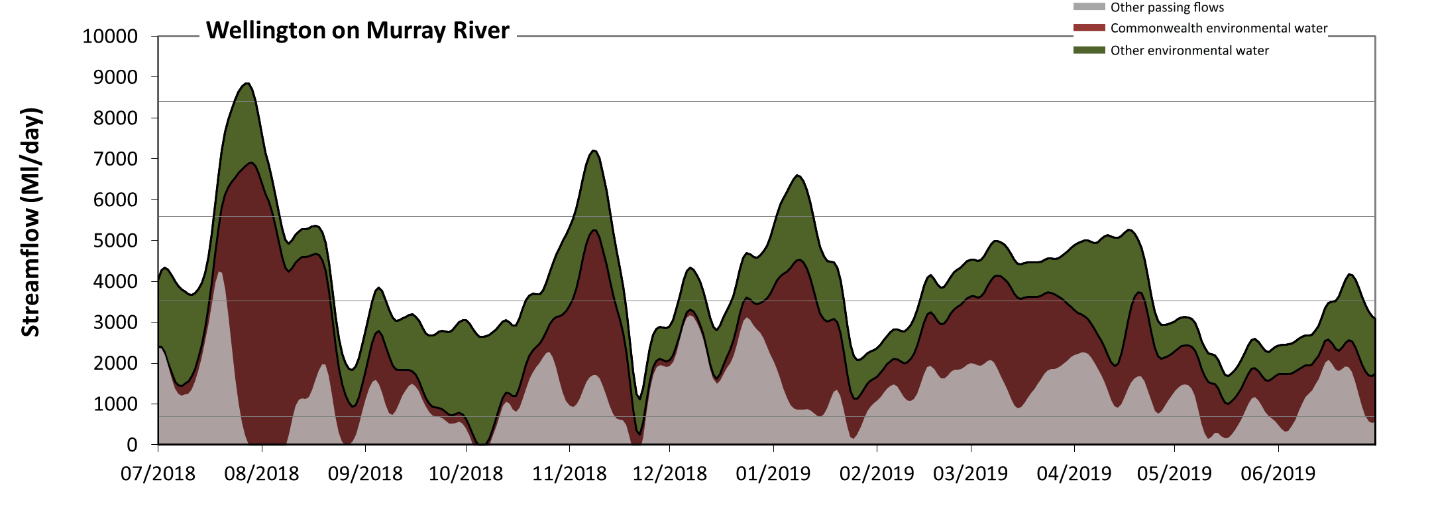 Other passing flows
Commonwealth environmental water
Other environmental water
Wellington on Murray River
Streamflow (Ml/day)
10000
9000
8000
7000
6000
5000
4000
3000
2000
1000
0
07/2018 08/2018 09/2018 10/2018 11/2018 12/2018 01/2019 02/2019 03/2019 04/2019 05/2019 06/2019